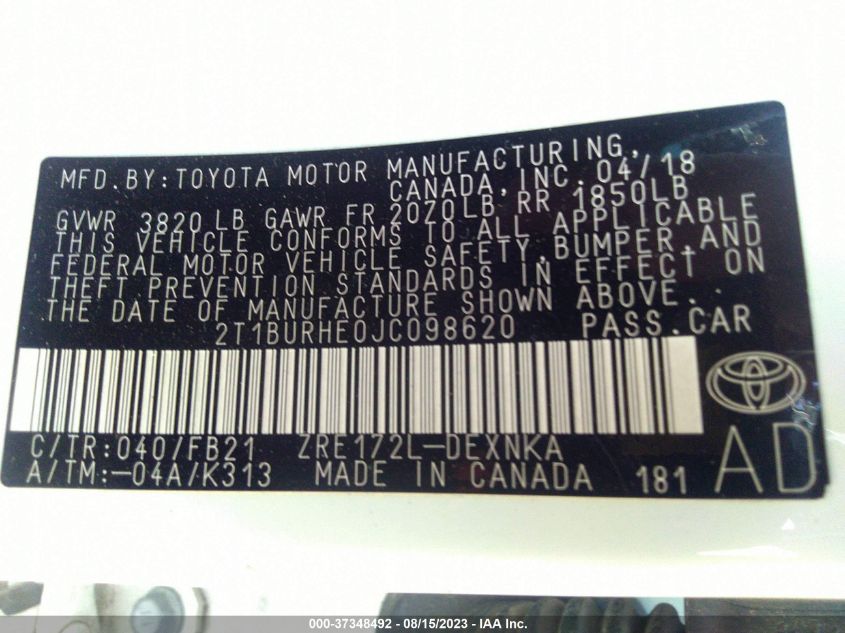 MFD.BY:TOYOTA MOTOR MANUFACTURING,
CANADA,INC. 04/18
GVWR 3820 LB GAWR FR 2070LB RR 1850LB
THIS VEHICLE CONFORMS TO ALL APPLICABLE
FEDERAL MOTOR VEHICLE SAFETY,BUMPER,AND
THEFT PREVENTION STANDARDS IN EFFECT ON
THE DATE OF MANUFACTURE SHOWN ABOVE.
2T1BURHE0JC098620 PASS.CAR
C/TR:040/FB21 ZRE172L-DEXNKA
A/TM:-04A/K313 MADE IN CANADA 181
AD
000-37348492 - 08/15/2023 - IAA Inc.